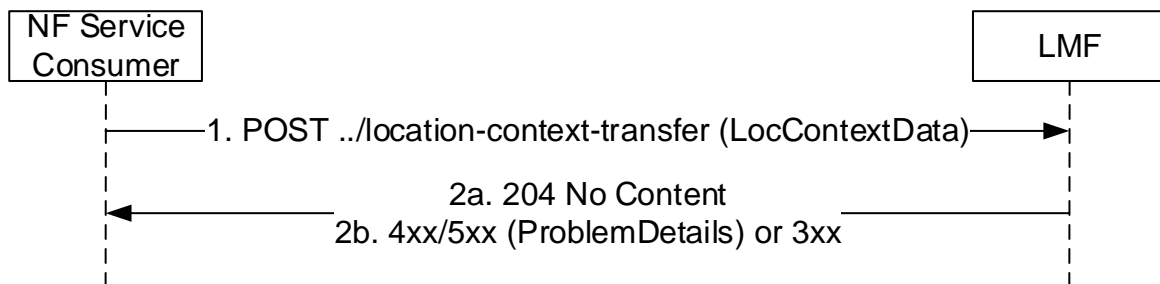 NF Service
Consumer
LMF
1. POST ../location-context-transfer (LocContextData)
2a. 204 No Content
2b. 4xx/5xx (ProblemDetails) or 3xx